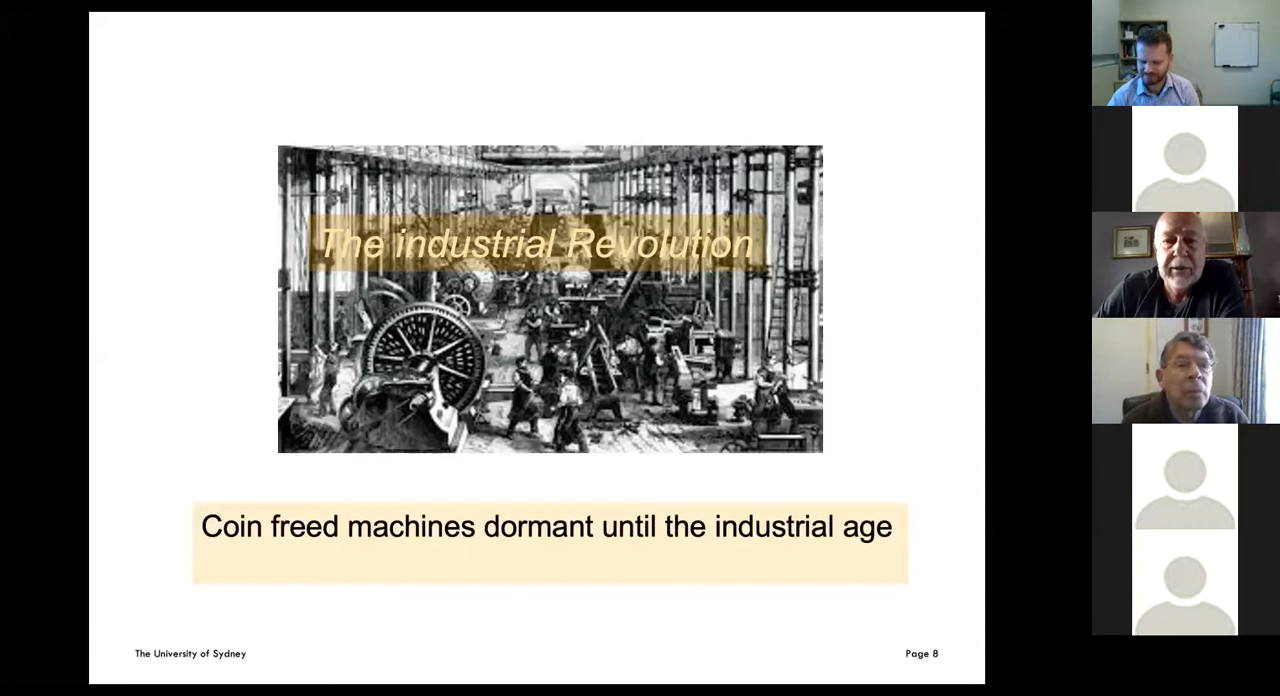 The industrial Revolution
Coin freed machines dormant until the industrial age
The University of Sydney
Page 8